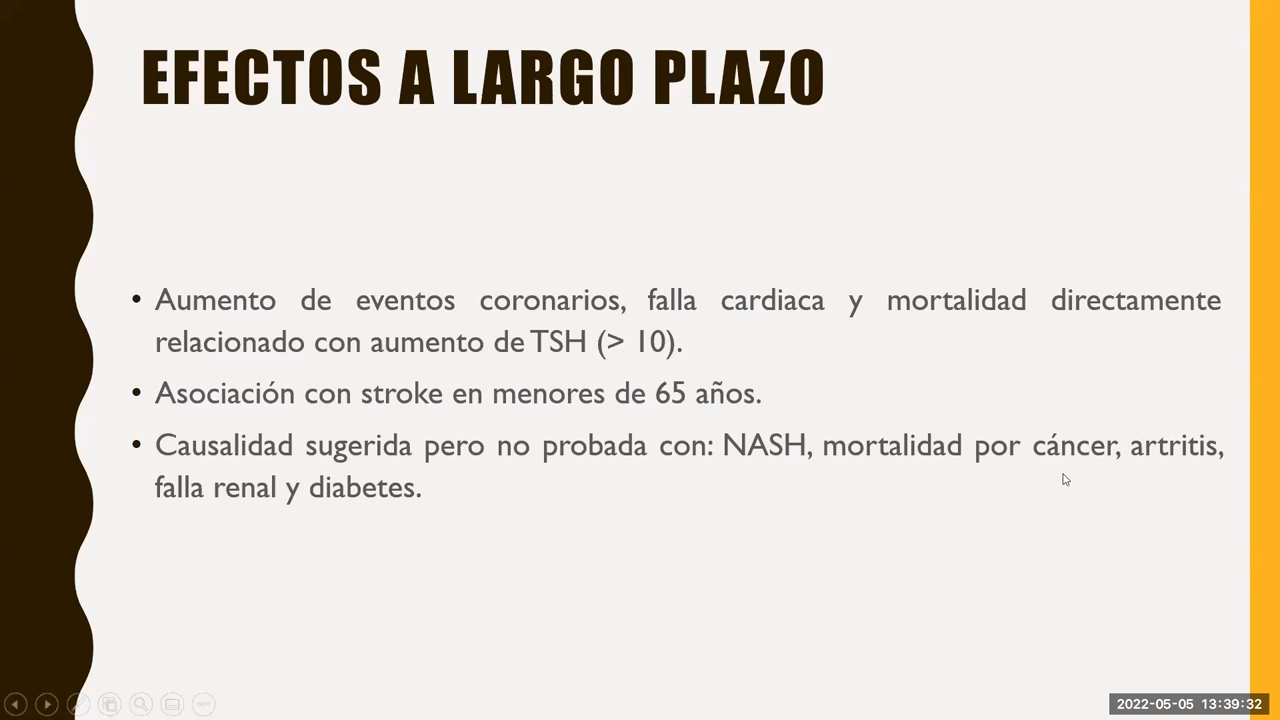 EFECTOS A LARGO PLAZO
• Aumento de eventos coronarios, falla cardiaca y mortalidad directamente
relacionado con aumento de TSH (> 10).
• Asociación con stroke en menores de 65 años.
• Causalidad sugerida pero no probada con: NASH, mortalidad por cáncer, artritis,
falla renal y diabetes.
2022-05-05 13:39:32